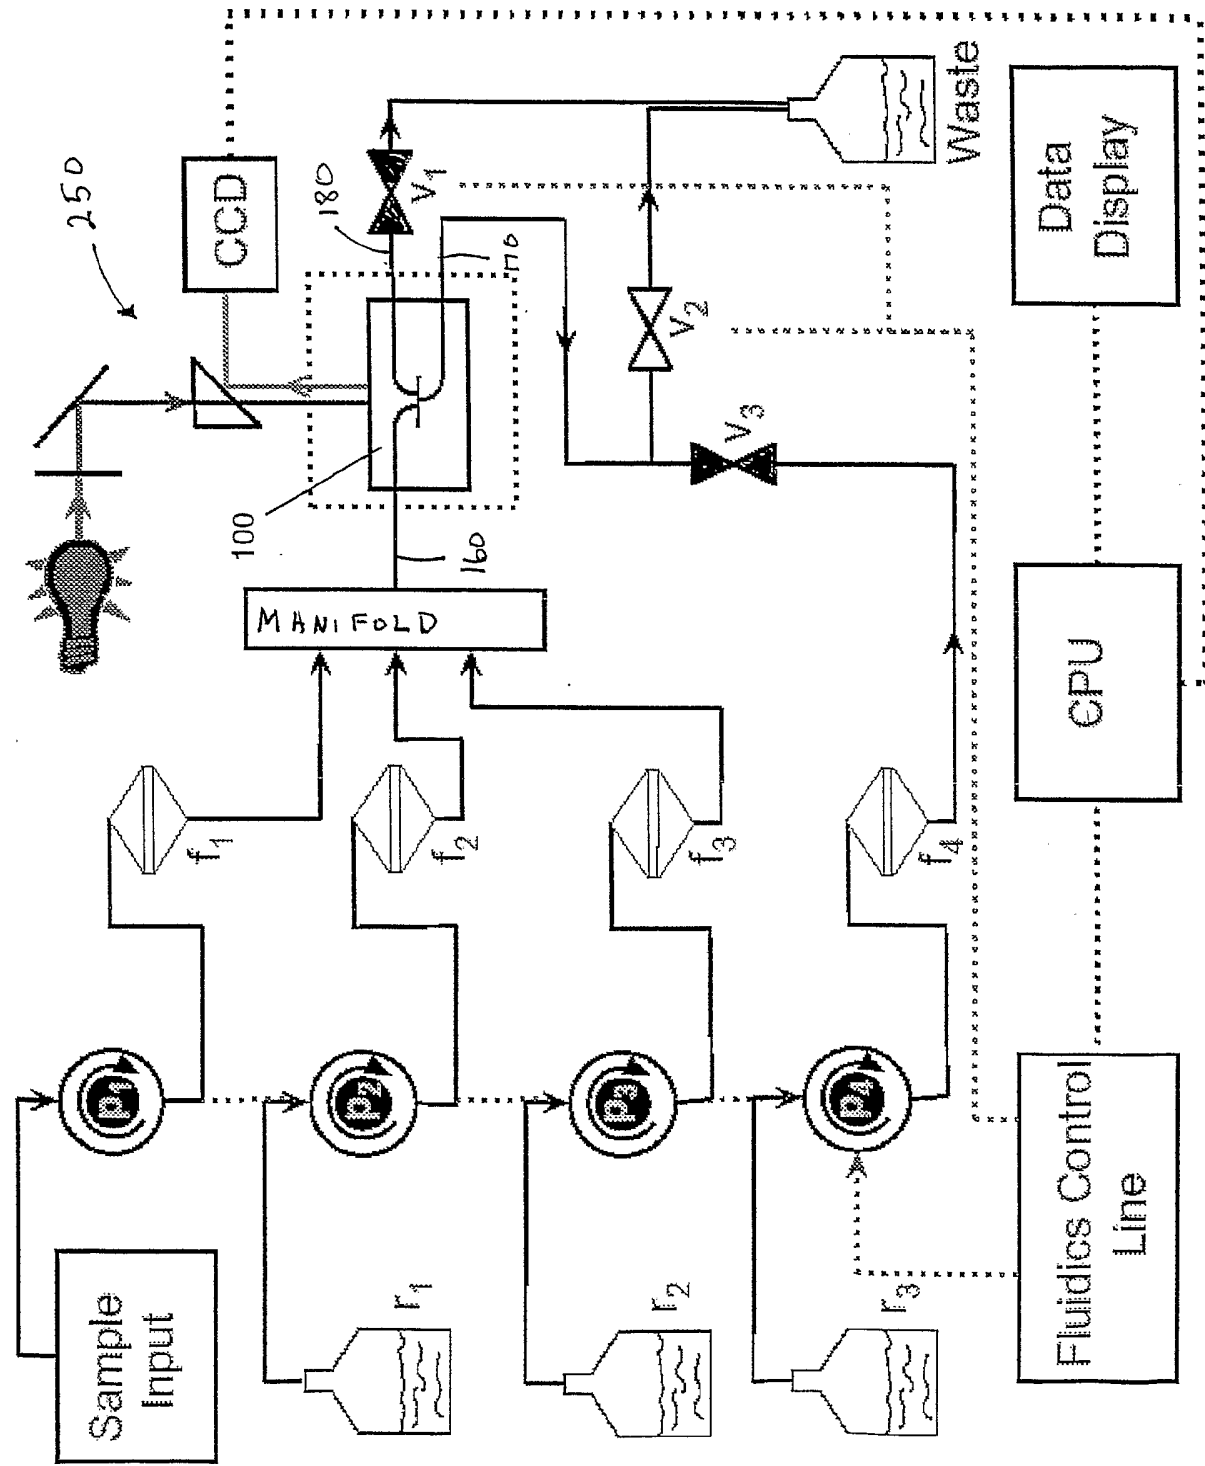 250
CCD
180
V1
170
Waste
Data
Display
V2
V3
100
160
MANIFOLD
CPU
f1
f2
f3
f4
P1
P2
P3
P4
Sample
Input
r1
r2
r3
Fluidics Control
Line